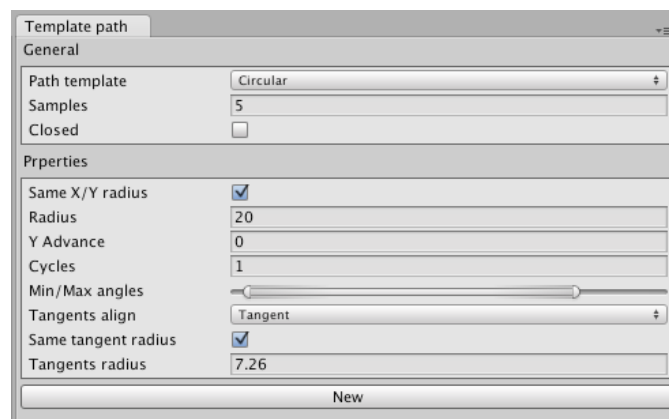 Template path
General
Path template Circular
Samples 5
Closed
Prperties
Same X/Y radius
Radius 20
Y Advance 0
Cycles 1
Min/Max angles
Tangents align Tangent
Same tangent radius
Tangents radius 7.26
New